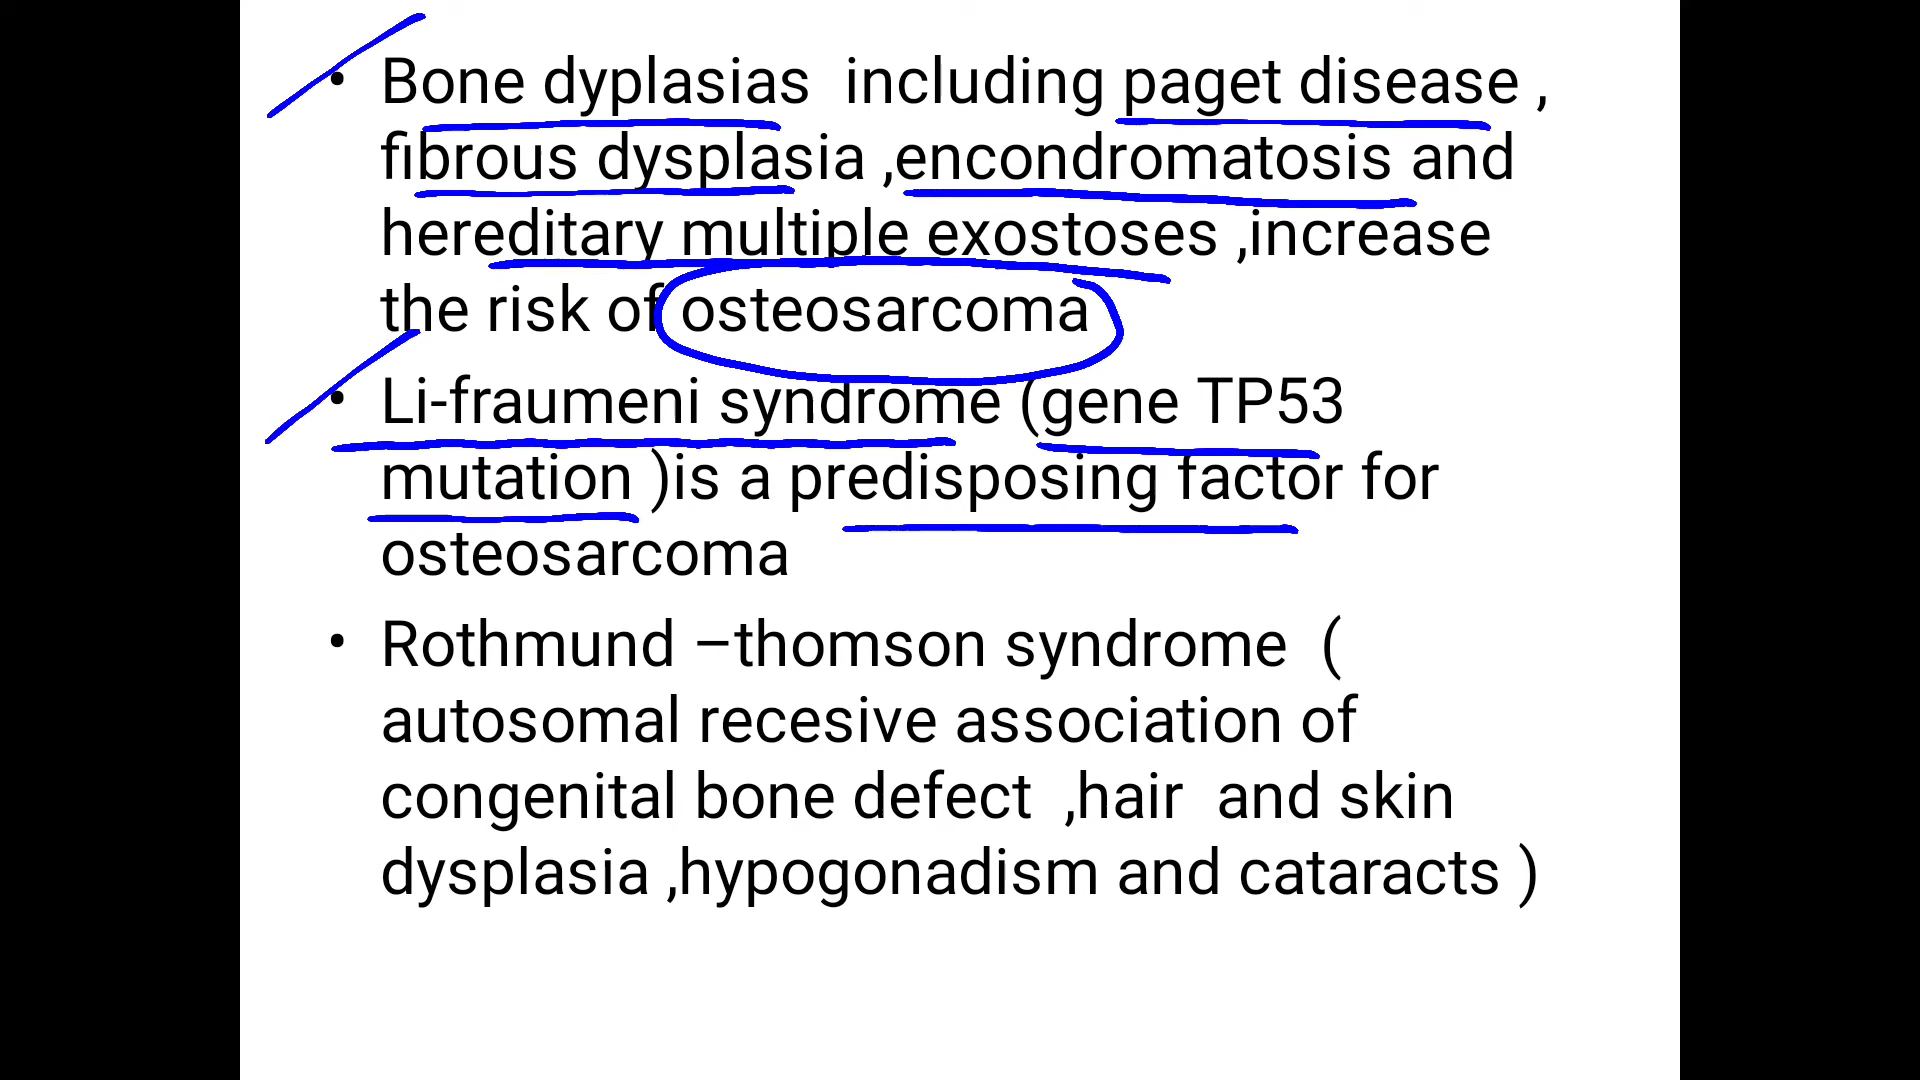 • Bone dyplasias  including paget disease ,
fibrous dysplasia ,encondromatosis and
hereditary multiple exostoses ,increase
the risk of osteosarcoma
• Li-fraumeni syndrome (gene TP53
mutation )is a predisposing factor for
osteosarcoma
• Rothmund –thomson syndrome  (
autosomal recesive association of
congenital bone defect  ,hair  and skin
dysplasia ,hypogonadism and cataracts )